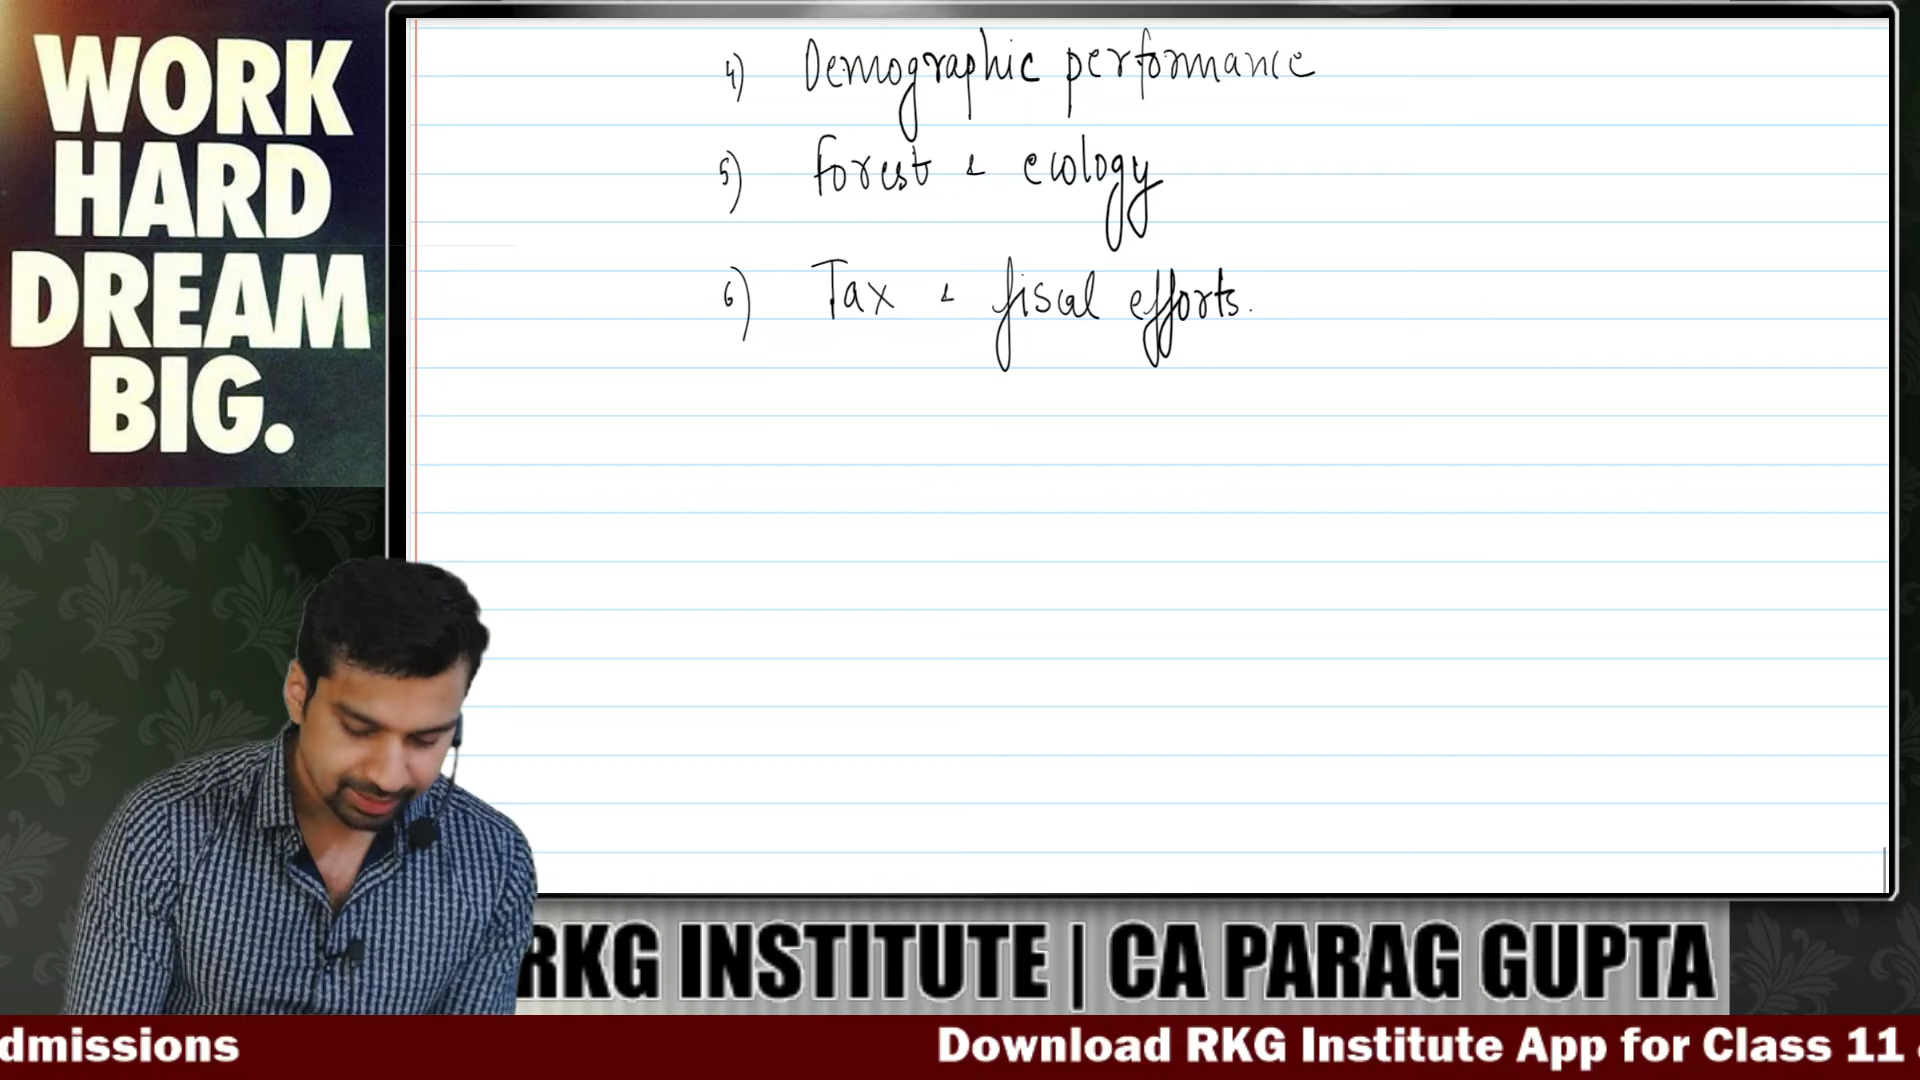 WORK
HARD
DREAM
BIG.
4) Demographic performance
5) Forest & ecology
6) Tax & fiscal efforts.
RKG INSTITUTE | CA PARAG GUPTA
dmissions
Download RKG Institute App for Class 11